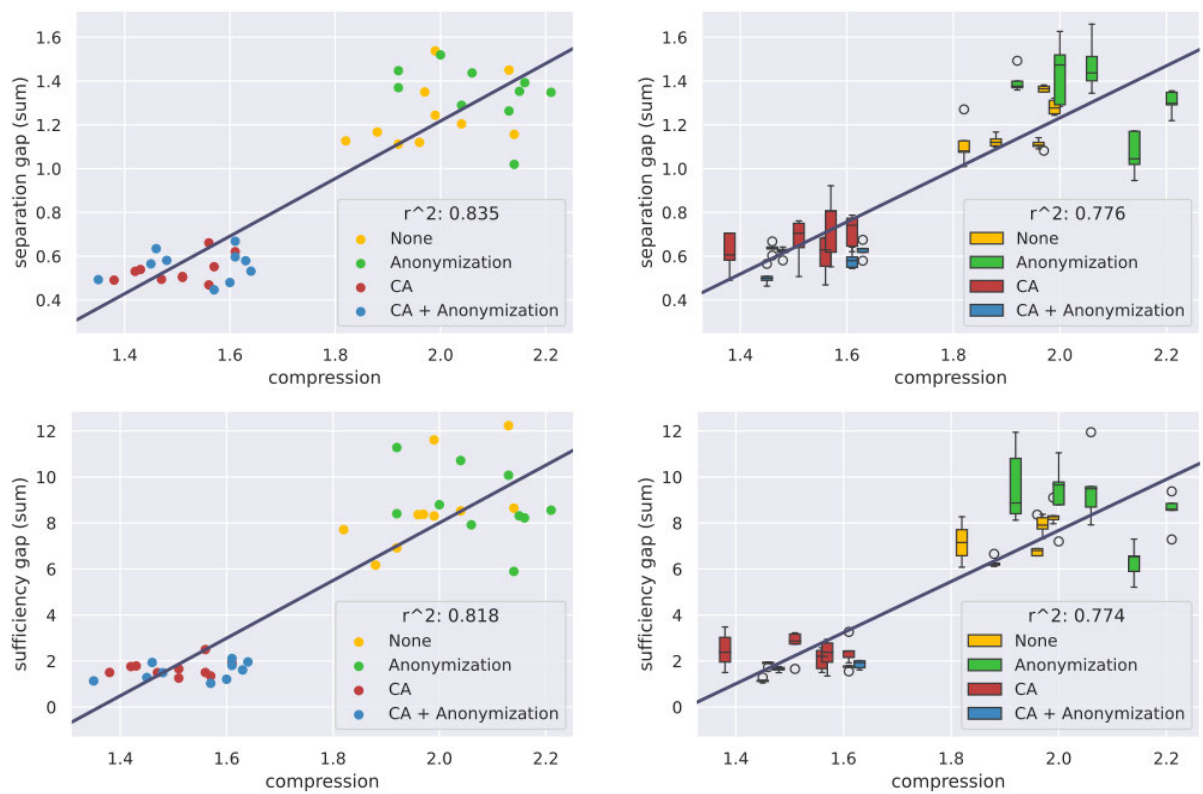 1.6
1.4
1.2
1.0
0.8
0.6
0.4
separation gap (sum)
r^2: 0.835
None
Anonymization
CA
CA + Anonymization
1.4
1.6
1.8
2.0
2.2
compression
1.6
1.4
1.2
1.0
0.8
0.6
0.4
separation gap (sum)
r^2: 0.776
None
Anonymization
CA
CA + Anonymization
1.4
1.6
1.8
2.0
2.2
compression
12
10
8
6
4
2
0
sufficiency gap (sum)
r^2: 0.818
None
Anonymization
CA
CA + Anonymization
1.4
1.6
1.8
2.0
2.2
compression
12
10
8
6
4
2
0
sufficiency gap (sum)
r^2: 0.774
None
Anonymization
CA
CA + Anonymization
1.4
1.6
1.8
2.0
2.2
compression